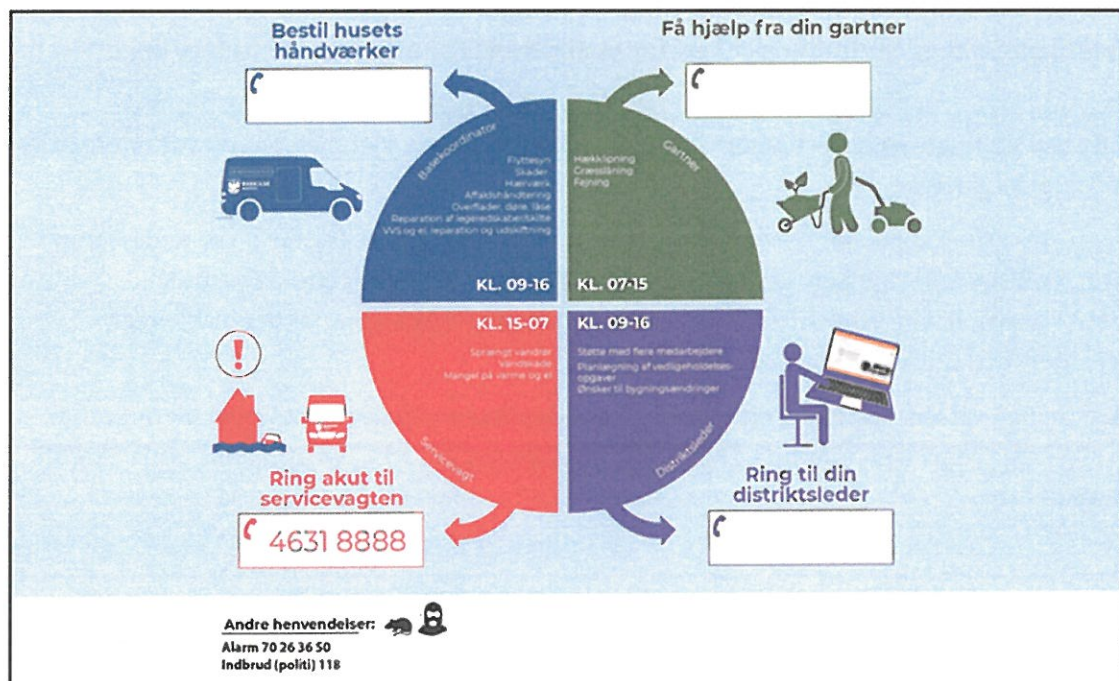 Bestil husets
håndværker
Få hjælp fra din gartner
Basekoordinator
Flyttesyn
Skader
Hærværk
Affaldshåndtering
Overflader, døre, låse
Reparation af legeredskaber/skilte
VVS og el, reparation og udskiftning
KL. 09-16
Gartner
Hækklipning
Græsslåning
Fejning
KL. 07-15
KL. 15-07
Sprængt vandrør
Vandskade
Mangel på varme og el
Servicevagt
KL. 09-16
Støtte med flere medarbejdere
Planlægning af vedligeholdelses-
opgaver
Ønsker til bygningsændringer
Distriktsleder
Ring akut til
servicevagten
4631 8888
Ring til din
distriktsleder
Andre henvendelser:
Alarm 70 26 36 50
Indbrud (politi) 118